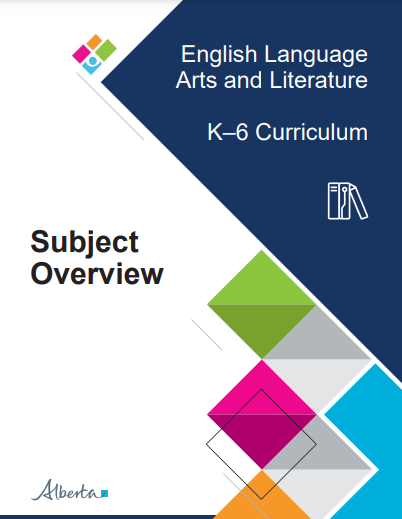 English Language
Arts and Literature
K–6 Curriculum
Subject
Overview
Alberta